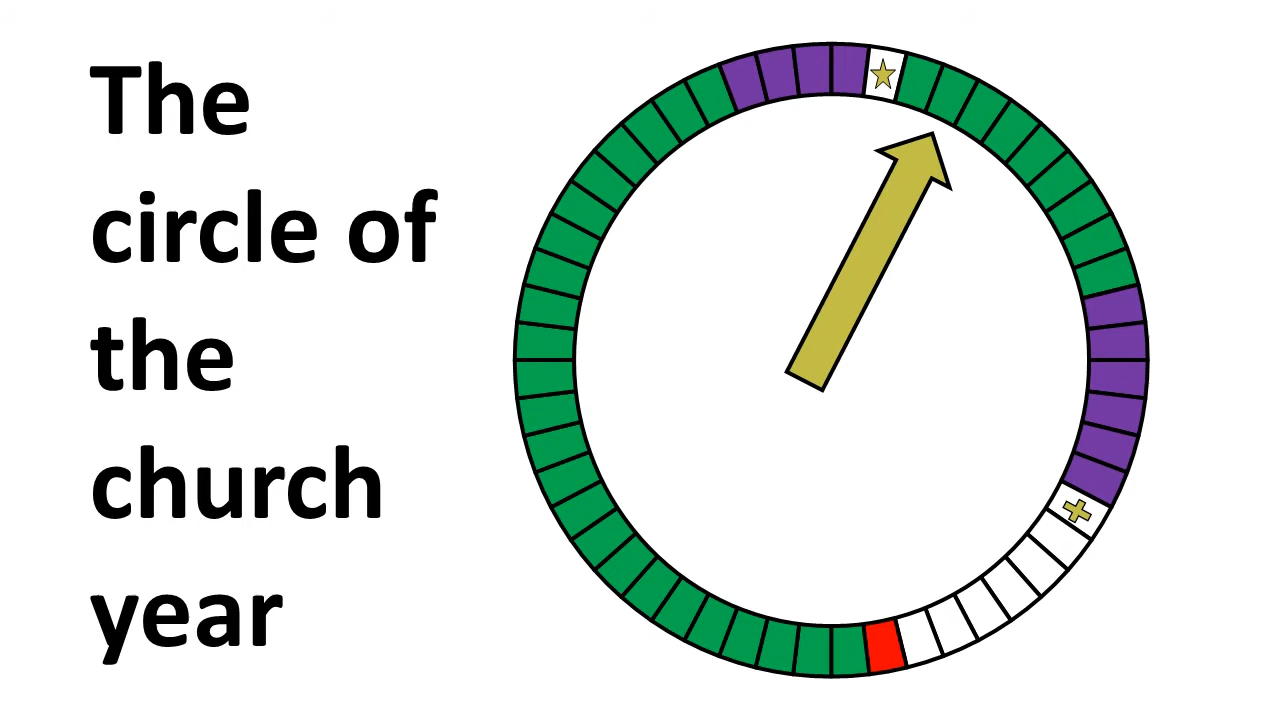 The
circle of
the
church
year